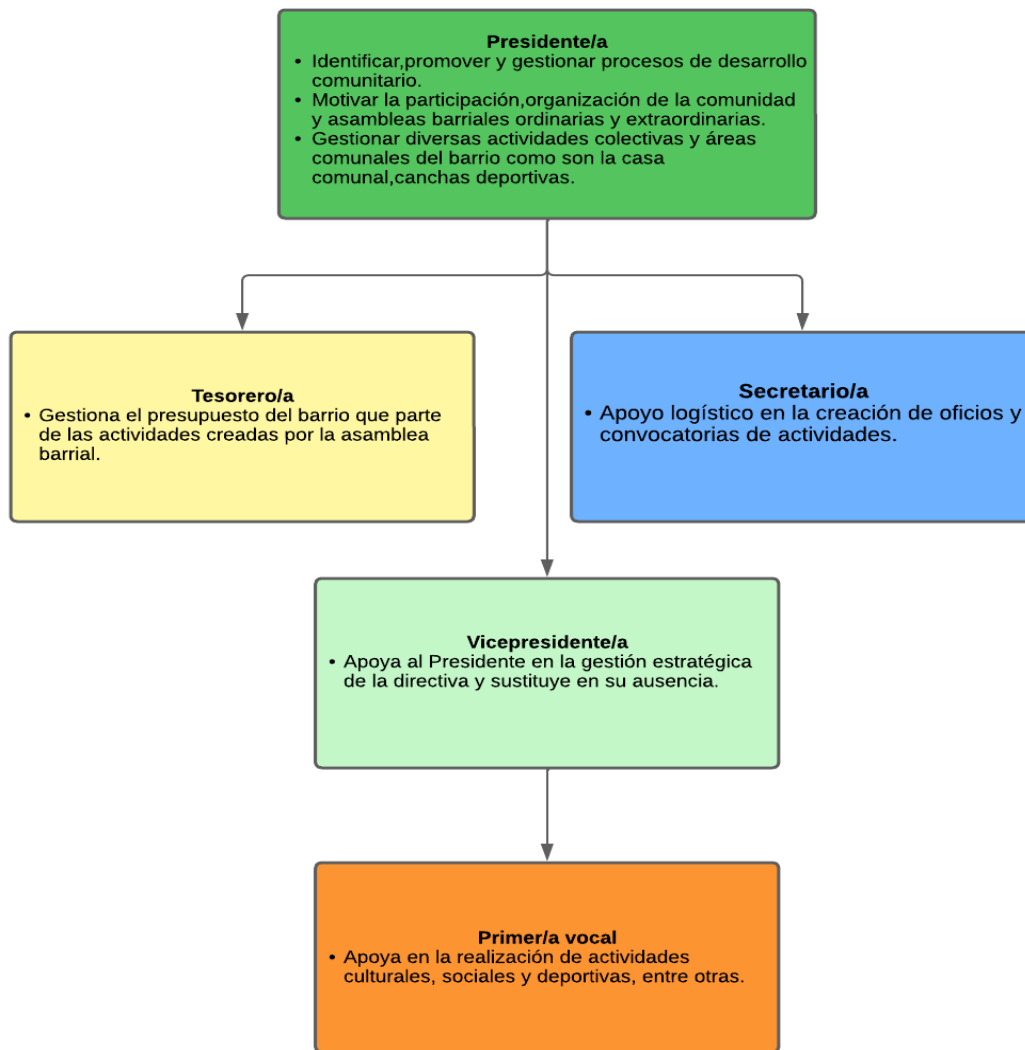 Presidente/a
• Identificar,promover y gestionar procesos de desarrollo
comunitario.
• Motivar la participación,organización de la comunidad
y asambleas barriales ordinarias y extraordinarias.
• Gestionar diversas actividades colectivas y áreas
comunales del barrio como son la casa
comunal,canchas deportivas.
Tesorero/a
• Gestiona el presupuesto del barrio que parte
de las actividades creadas por la asamblea
barrial.
Secretario/a
• Apoyo logístico en la creación de oficios y
convocatorias de actividades.
Vicepresidente/a
• Apoya al Presidente en la gestión estratégica
de la directiva y sustituye en su ausencia.
Primer/a vocal
• Apoya en la realización de actividades
culturales, sociales y deportivas, entre otras.